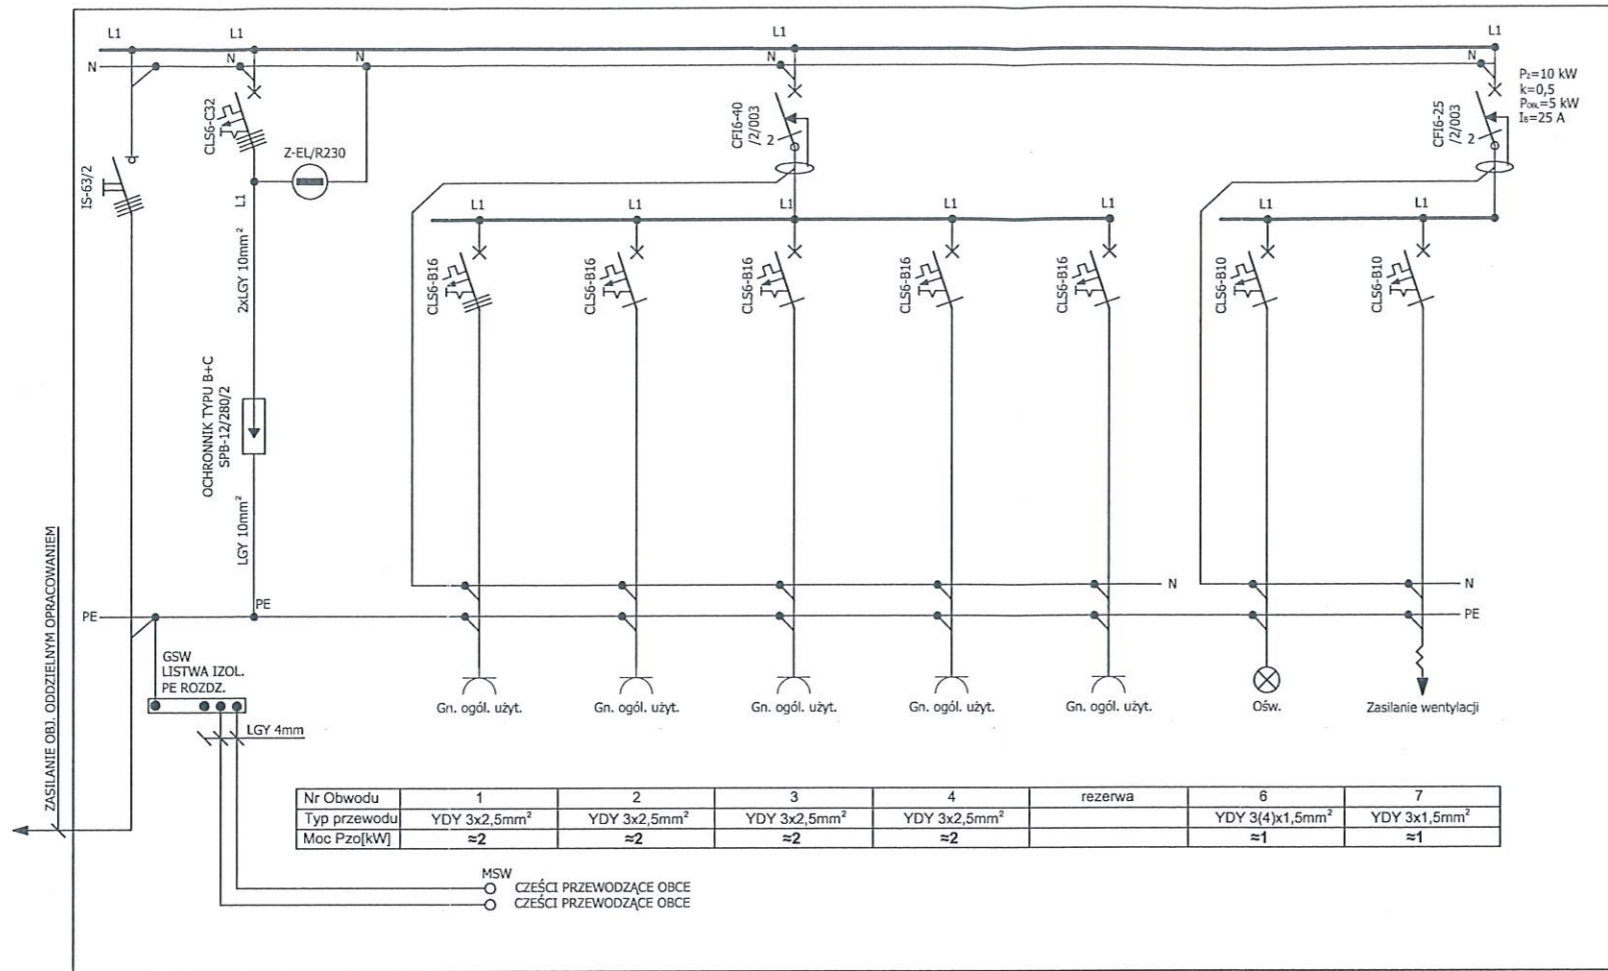 L1
L1
N
N
N
CLS6-C32
Z-EL/R230
IS-63/2
L1
2xLGY 10mm²
OCHRONNIK TYPU B+C
SPB-12/280/2
LGY 10mm²
L1
N
CFI6-40
/2/003
2
L1
N
CFI6-25
/2/003
2
Pz=10 kW
k=0,5
POBL=5 kW
IB=25 A
L1
L1
L1
L1
L1
L1
L1
CLS6-B16
CLS6-B16
CLS6-B16
CLS6-B16
CLS6-B16
CLS6-B10
CLS6-B10
N
N
PE
PE
PE
ZASILANIE OBJ. ODDZIELNYM OPRACOWANIEM
GSW
LISTWA IZOL.
PE ROZDZ.
LGY 4mm
Gn. ogól. użyt.
Gn. ogól. użyt.
Gn. ogól. użyt.
Gn. ogól. użyt.
Gn. ogól. użyt.
Ośw.
Zasilanie wentylacji
Nr Obwodu 1 2 3 4 rezerwa 6 7
Typ przewodu YDY 3x2,5mm² YDY 3x2,5mm² YDY 3x2,5mm² YDY 3x2,5mm² YDY 3(4)x1,5mm² YDY 3x1,5mm²
Moc Pzo[kW] ≈2 ≈2 ≈2 ≈2 ≈1 ≈1
MSW
CZEŚCI PRZEWODZĄCE OBCE
CZEŚCI PRZEWODZĄCE OBCE